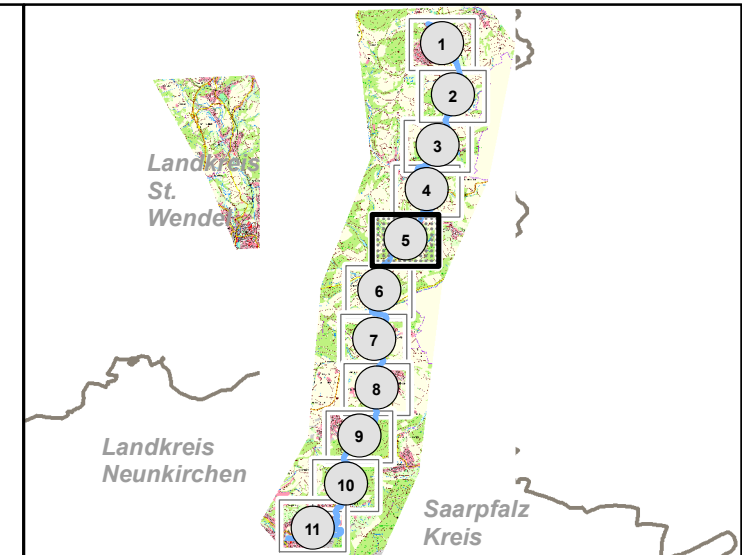 1
2
3
Landkreis
St.
Wendel
4
5
6
7
8
9
Landkreis
Neunkirchen
10
Saarpfalz
Kreis
11